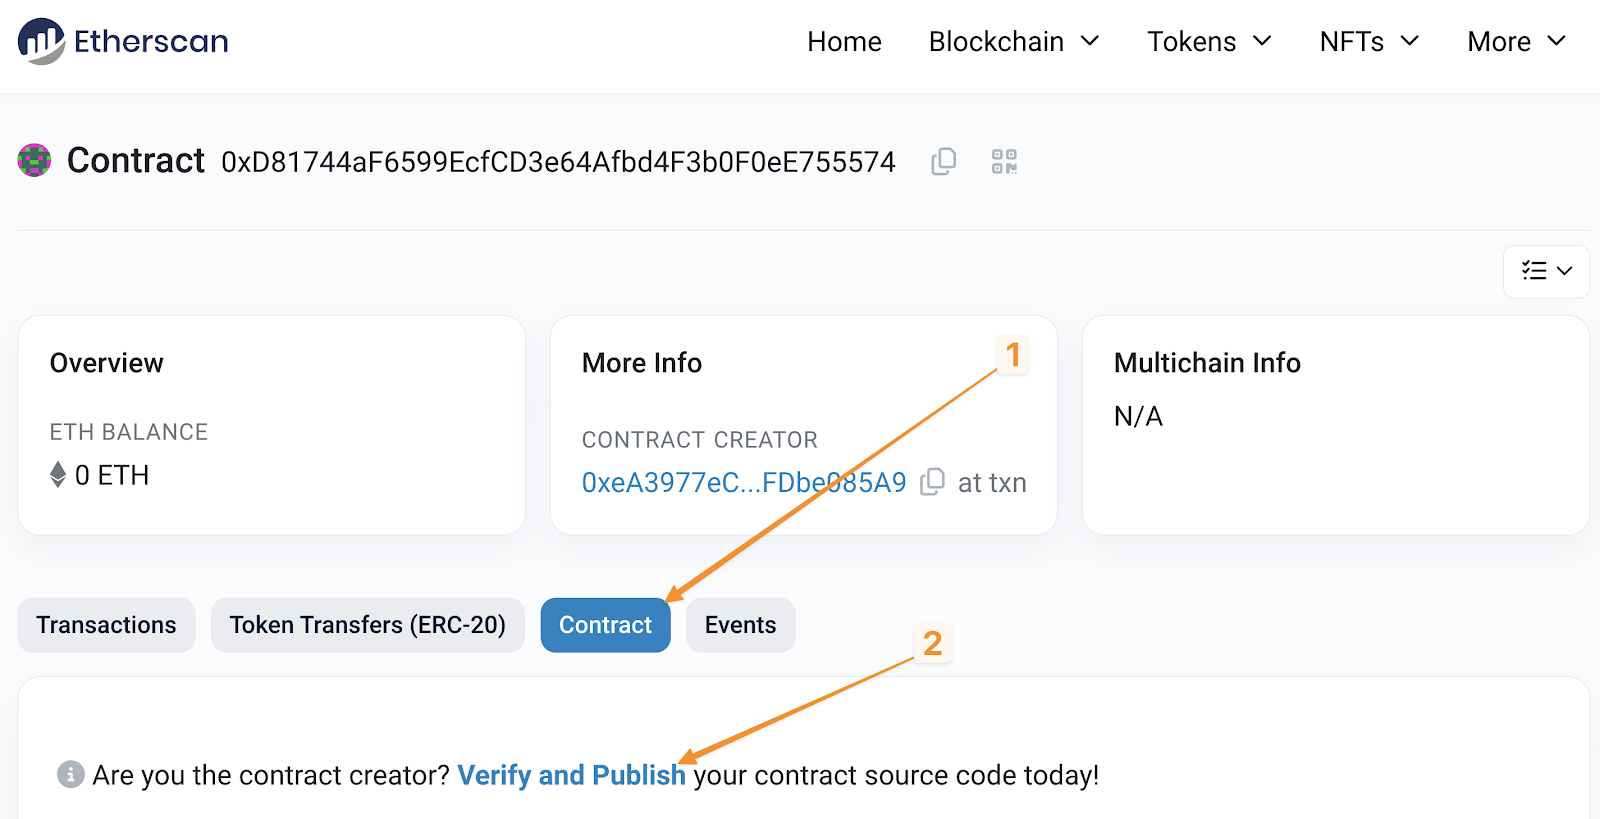 Etherscan
Home Blockchain Tokens NFTs More
Contract 0xD81744aF6599EcfCD3e64Afbd4F3b0F0eE755574
Overview
ETH BALANCE
0 ETH
More Info
1
CONTRACT CREATOR
0xeA3977eC...FDbe085A9 at txn
Multichain Info
N/A
Transactions Token Transfers (ERC-20) Contract Events
2
Are you the contract creator? Verify and Publish your contract source code today!